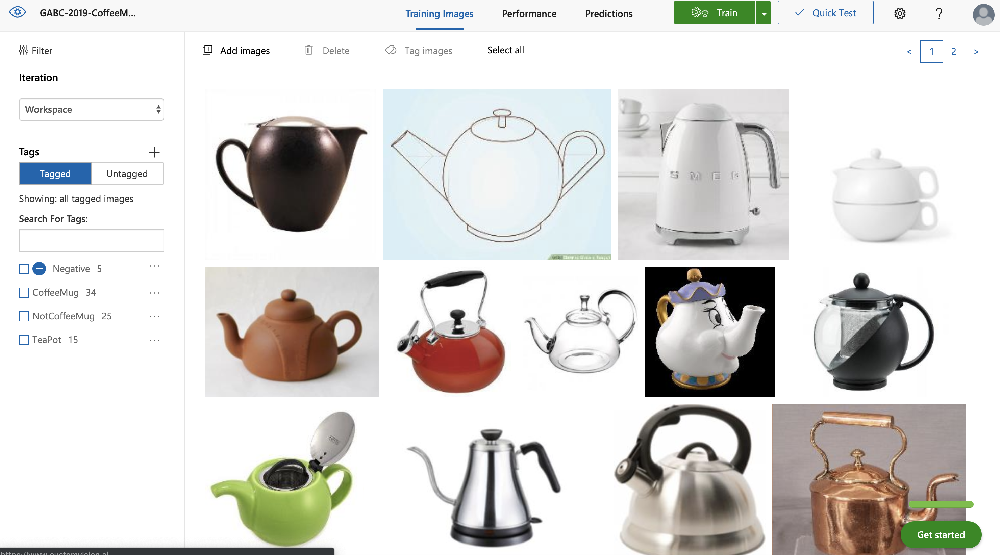 GABC-2019-CoffeeM...
Training Images
Performance
Predictions
Train
Quick Test
?
Filter
Add images
Delete
Tag images
Select all
< 1 2 >
Iteration
Workspace
Tags
Tagged
Untagged
Showing: all tagged images
Search For Tags:
Negative 5 ...
CoffeeMug 34 ...
NotCoffeeMug 25 ...
TeaPot 15 ...
SMEG
Get started
https://www.customvision.ai